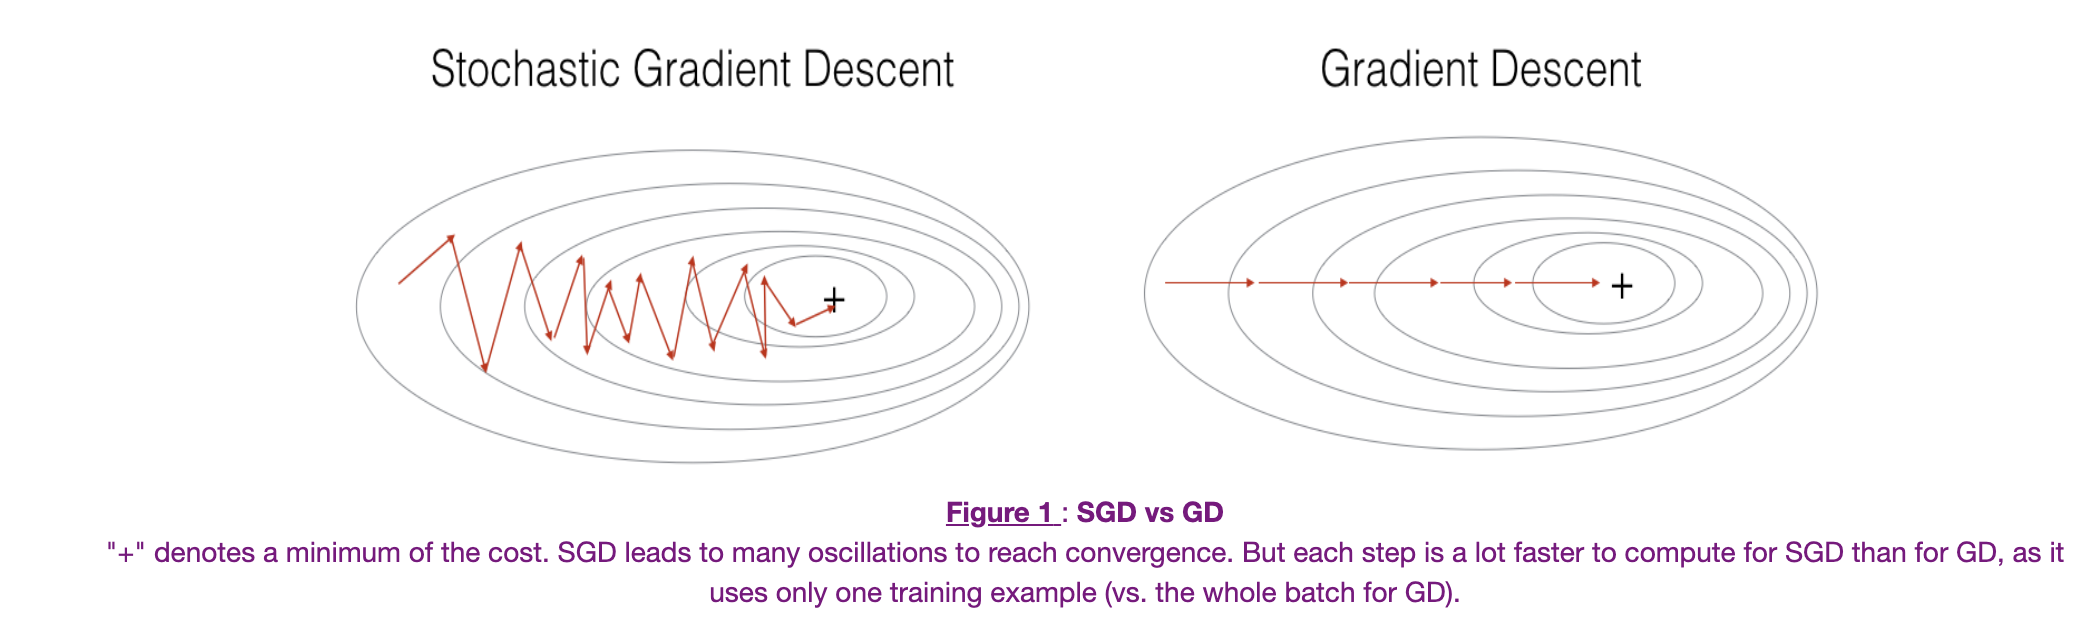 Stochastic Gradient Descent
Gradient Descent
+
+
Figure 1 : SGD vs GD
"+" denotes a minimum of the cost. SGD leads to many oscillations to reach convergence. But each step is a lot faster to compute for SGD than for GD, as it
uses only one training example (vs. the whole batch for GD).